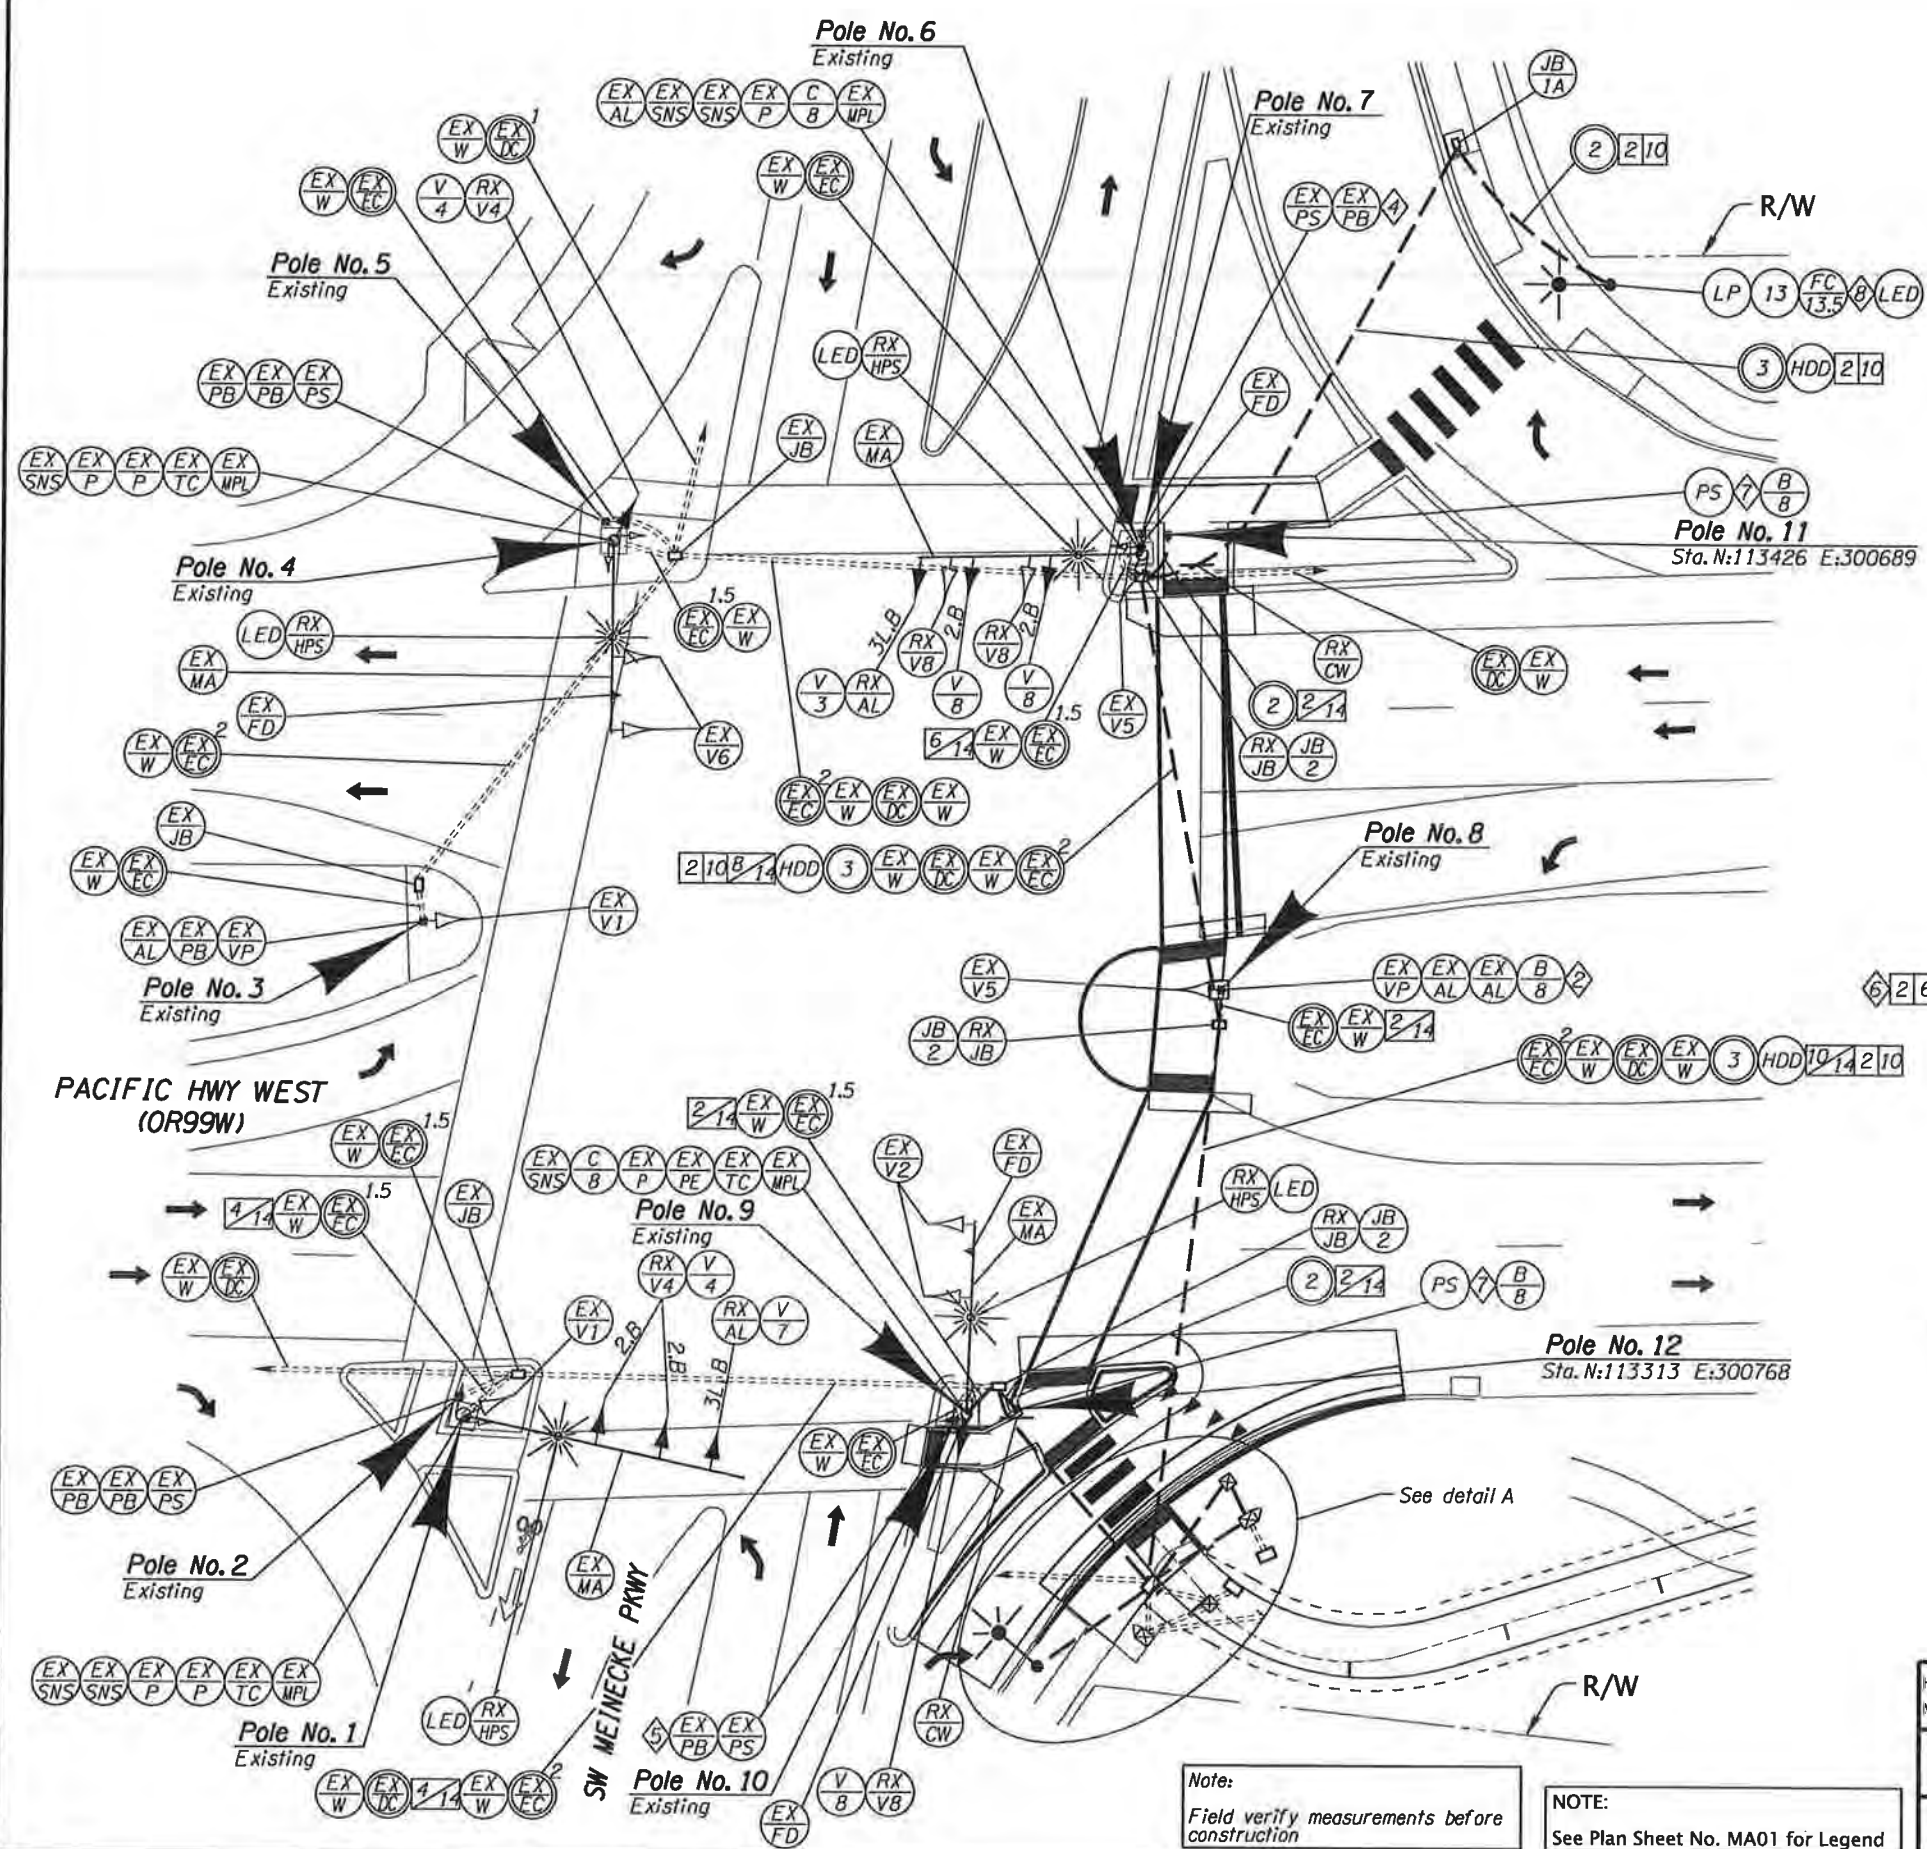 Pole No. 6
Existing
EX AL EX SNS EX SNS EX P C 8 EX MPL
JB 1A
Pole No. 7
Existing
EX W EX DC 1
2 2 10
EX W EX EC
V 4 RX V4
EX W EX EC
EX PS EX PB 4
R/W
Pole No. 5
Existing
LP 13 FC 13.5 8 LED
LED RX HPS
EX PB EX PB EX PS
3 HDD 2 10
EX FD
EX JB
EX MA
EX SNS EX P EX P EX TC EX MPL
PS 7 B 8
Pole No. 11
Sta. N:113426 E:300689
Pole No. 4
Existing
1.5
EX EC EX W
LED RX HPS
3L.B
2.B
2.B
RX V8
RX V8
RX CW
EX DC EX W
EX MA
V 3 RX AL
V 8
V 8
EX V5
2 2/14
EX FD
EX V6
6/14 EX W EX EC 1.5
RX JB JB 2
EX W EX EC 2
EX EC 2 EX W EX DC EX W
EX JB
Pole No. 8
Existing
EX W EX EC
2 10 8/14 HDD 3 EX W EX DC EX W EX EC 2
EX V1
EX AL EX PB EX VP
Pole No. 3
Existing
EX V5
EX VP EX AL EX AL B 8 2
6 2 6
JB 2 RX JB
EX EC EX W 2/14
EX EC 2 EX W EX DC EX W 3 HDD 10/14 2 10
PACIFIC HWY WEST
(OR99W)
2/14 EX W EX EC 1.5
EX W EX EC 1.5
EX SNS C 8 EX P EX PE EX TC EX MPL
EX V2
EX FD
RX HPS LED
4/14 EX W EX EC 1.5
EX JB
Pole No. 9
Existing
EX MA
RX JB JB 2
EX W EX DC
RX V4 V 4
2 2/14
PS 7 B 8
EX V1
RX AL V 7
2.B
2.B
3L.B
Pole No. 12
Sta. N:113313 E:300768
EX W EX EC
EX PB EX PB EX PS
See detail A
Pole No. 2
Existing
EX MA
SW MEINECKE PKWY
EX SNS EX SNS EX P EX P EX TC EX MPL
R/W
LED RX HPS
5 EX PB EX PS
RX CW
Pole No. 1
Existing
EX W EX DC 4/14 EX W EX EC 2
Pole No. 10
Existing
V 8 RX V8
EX FD
Note:
Field verify measurements before
construction
NOTE:
See Plan Sheet No. MA01 for Legend